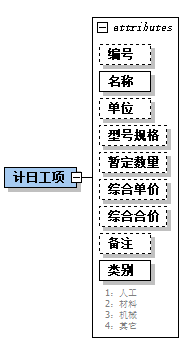 attributes
编号
名称
单位
型号规格
暂定数量
计日工项
综合单价
综合合价
备注
类别
1：人工
2：材料
3：机械
4：其它